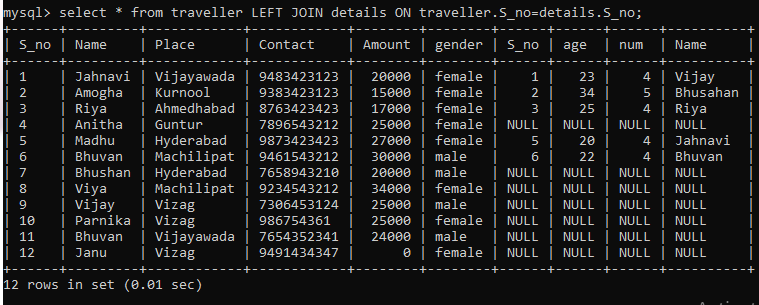 mysql> select * from traveller LEFT JOIN details ON traveller.S_no=details.S_no;
+------+---------+------------+------------+--------+--------+------+------+------+----------+
| S_no | Name | Place | Contact | Amount | gender | S_no | age | num | Name |
+------+---------+------------+------------+--------+--------+------+------+------+----------+
| 1 | Jahnavi | Vijayawada | 9483423123 | 20000 | female | 1 | 23 | 4 | Vijay |
| 2 | Amogha | Kurnool | 9383423123 | 15000 | female | 2 | 34 | 5 | Bhusahan |
| 3 | Riya | Ahmedhabad | 8763423423 | 17000 | female | 3 | 25 | 4 | Riya |
| 4 | Anitha | Guntur | 7896543212 | 25000 | female | NULL | NULL | NULL | NULL |
| 5 | Madhu | Hyderabad | 9873423423 | 27000 | female | 5 | 20 | 4 | Jahnavi |
| 6 | Bhuvan | Machilipat | 9461543212 | 30000 | male | 6 | 22 | 4 | Bhuvan |
| 7 | Bhushan | Hyderabad | 7658943210 | 20000 | male | NULL | NULL | NULL | NULL |
| 8 | Viya | Machilipat | 9234543212 | 34000 | female | NULL | NULL | NULL | NULL |
| 9 | Vijay | Vizag | 7306453124 | 25000 | male | NULL | NULL | NULL | NULL |
| 10 | Parnika | Vizag | 986754361 | 25000 | female | NULL | NULL | NULL | NULL |
| 11 | Bhuvan | Vijayawada | 7654352341 | 24000 | male | NULL | NULL | NULL | NULL |
| 12 | Janu | Vizag | 9491434347 | 0 | female | NULL | NULL | NULL | NULL |
+------+---------+------------+------------+--------+--------+------+------+------+----------+
12 rows in set (0.01 sec)